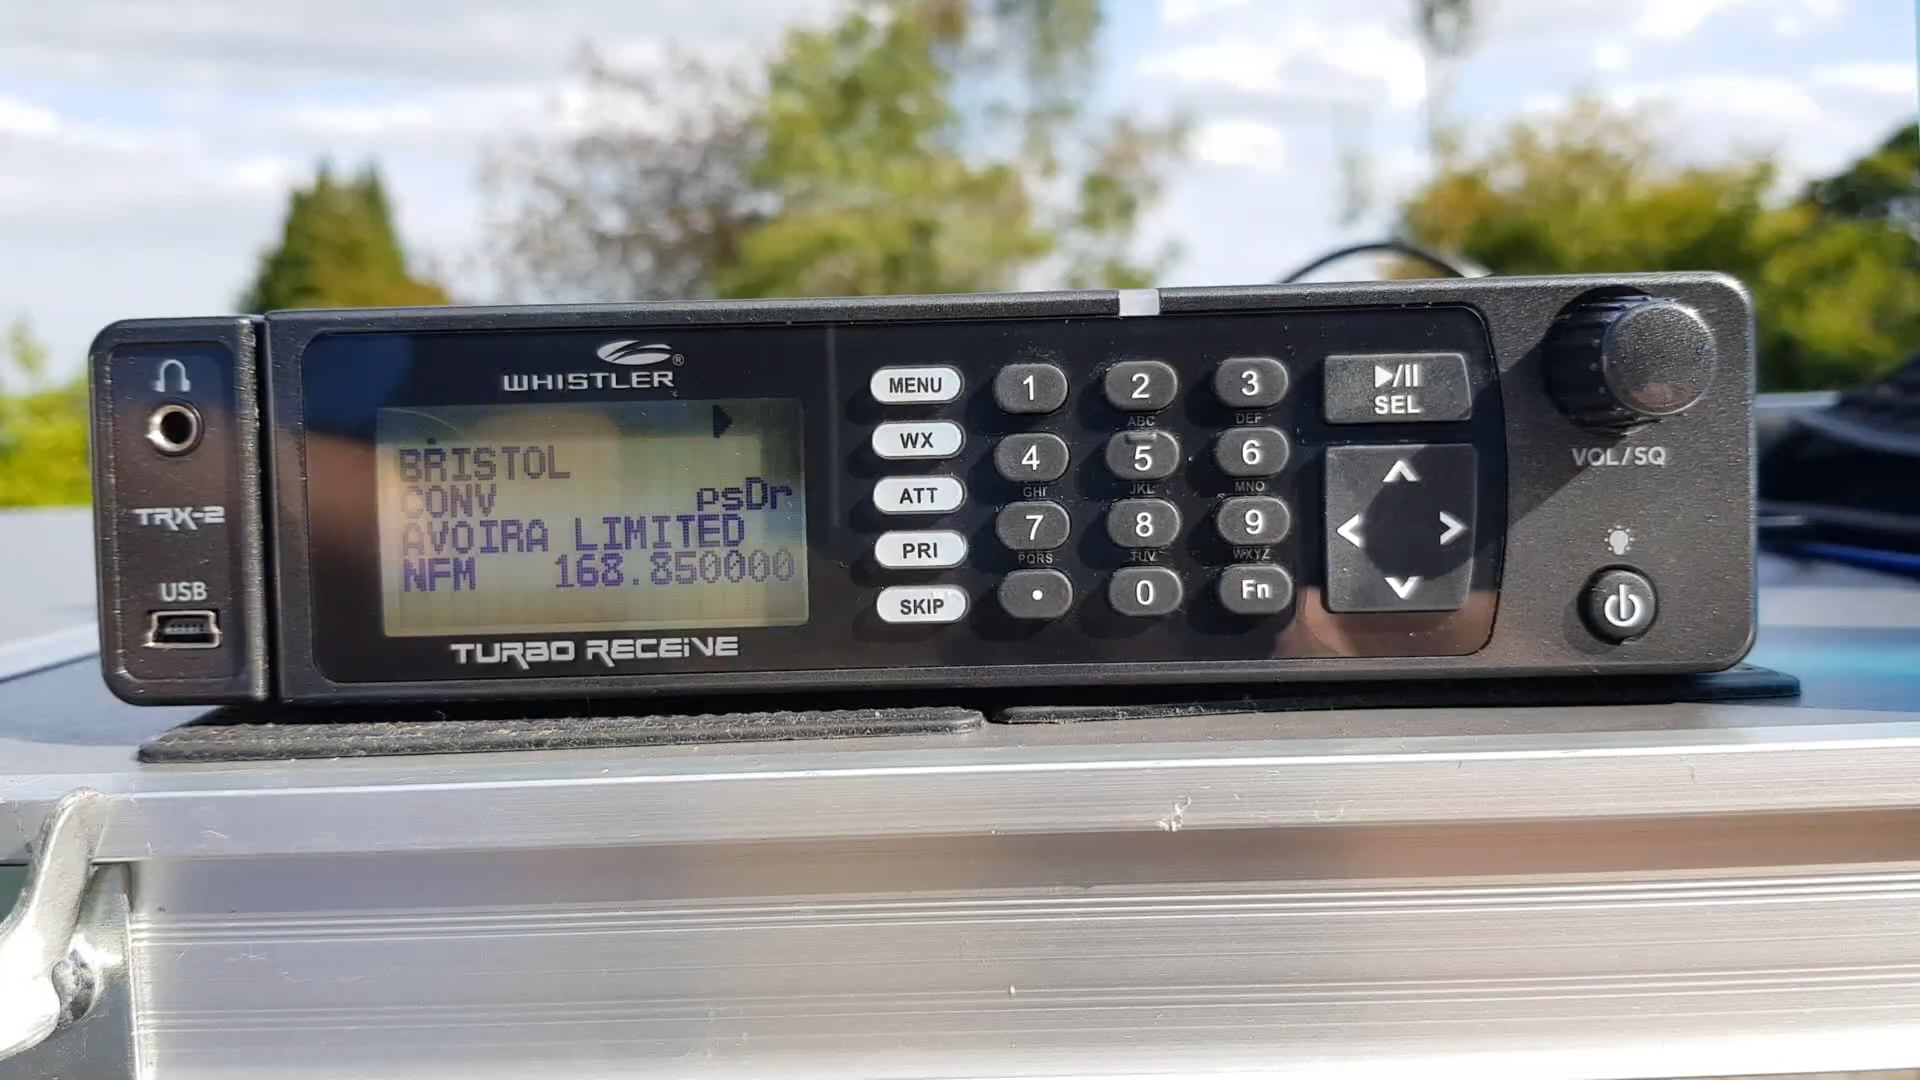 WHISTLER®
TRX-2
USB
BRISTOL
CONV psDr
AVOIRA LIMITED
NFM 168.850000
TURBO RECEIVE
MENU
WX
ATT
PRI
SKIP
1 2 3
ABC DEF
4 5 6
GHI JKL MNO
7 8 9
PQRS TUV WXYZ
. 0 Fn
SEL
VOL/SQ